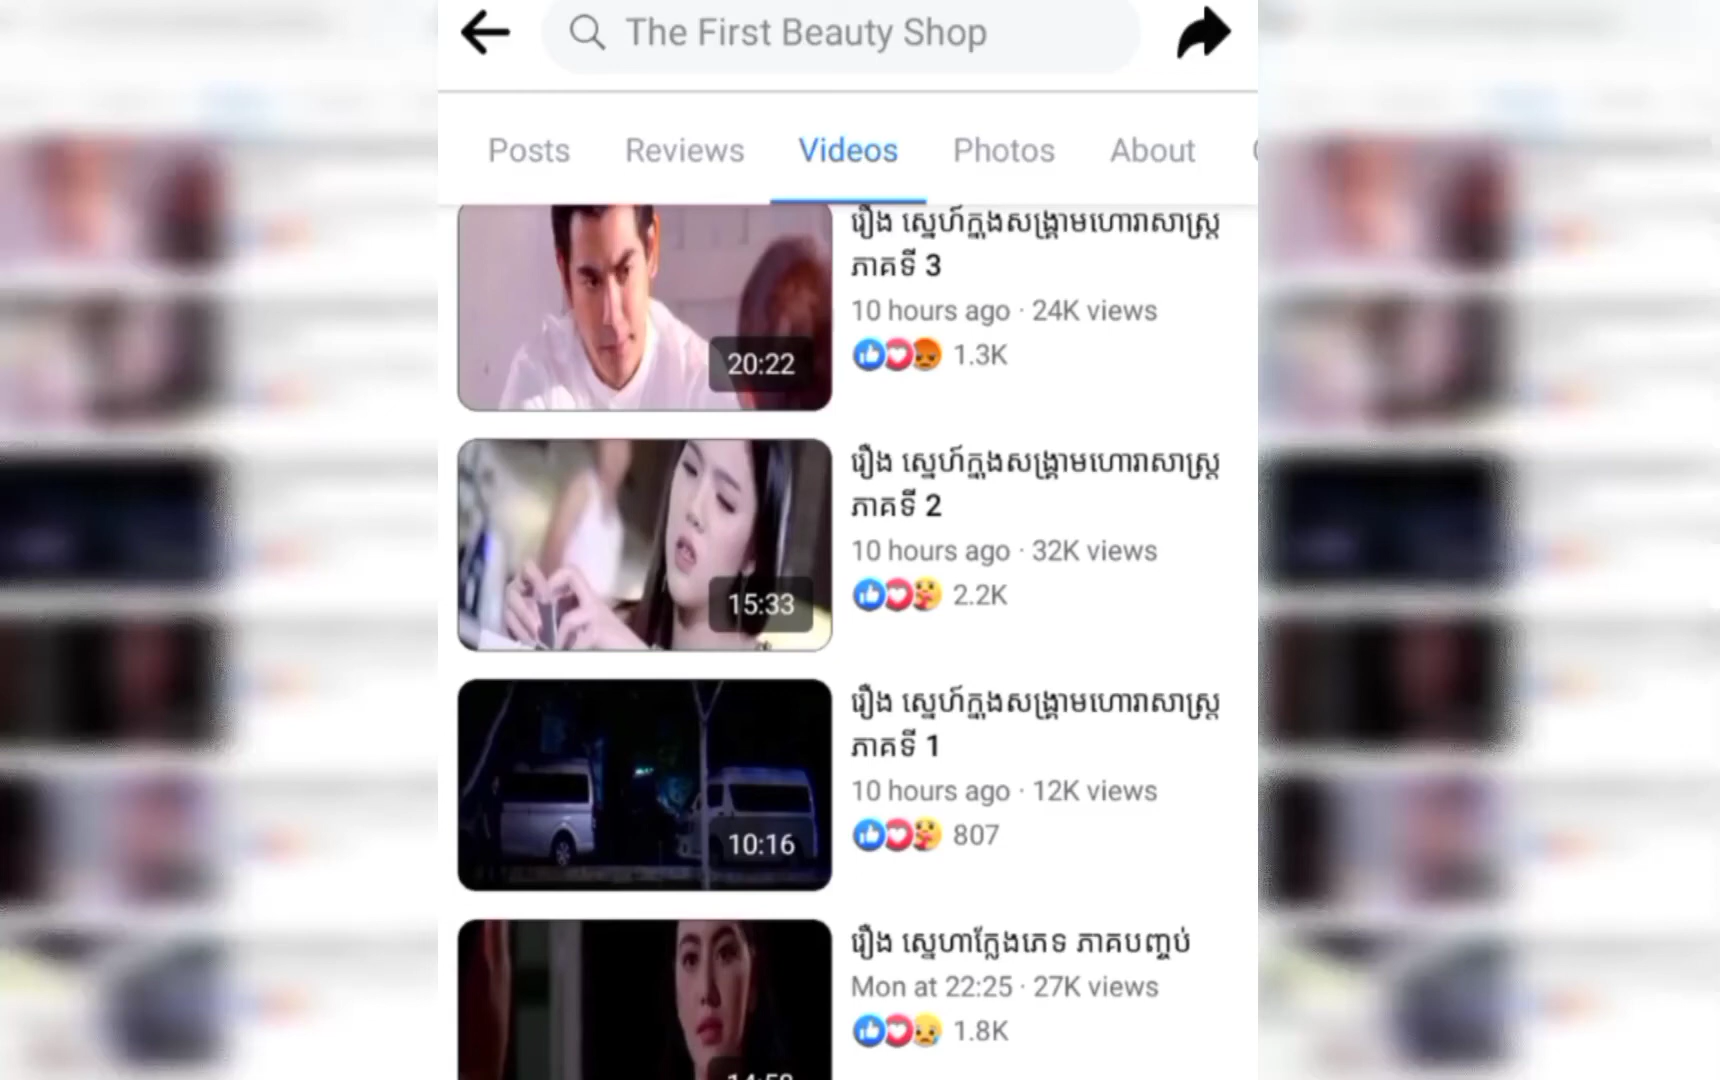 The First Beauty Shop
Posts Reviews Videos Photos About
រឿង ស្នេហ៍ក្នុងសង្គ្រាមហោរាសាស្ត្រ
ភាគទី 3
10 hours ago · 24K views
1.3K
20:22
រឿង ស្នេហ៍ក្នុងសង្គ្រាមហោរាសាស្ត្រ
ភាគទី 2
10 hours ago · 32K views
2.2K
15:33
រឿង ស្នេហ៍ក្នុងសង្គ្រាមហោរាសាស្ត្រ
ភាគទី 1
10 hours ago · 12K views
807
10:16
រឿង ស្នេហាក្លែងភេទ ភាគបញ្ចប់
Mon at 22:25 · 27K views
1.8K